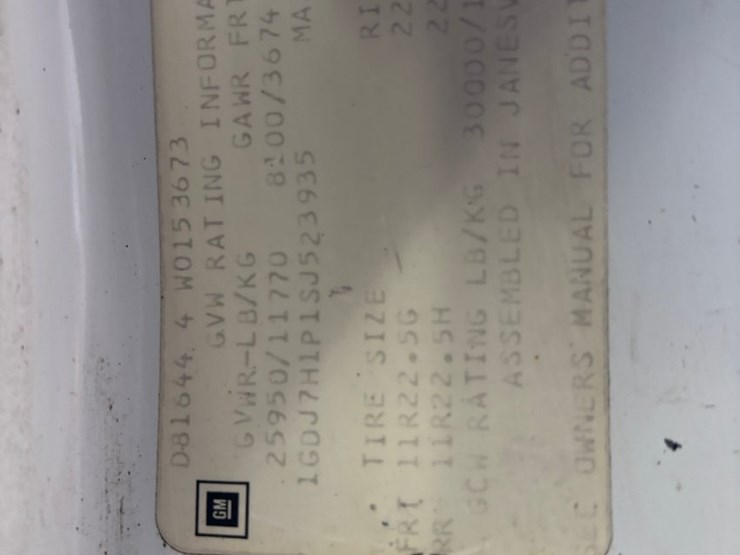 GM
D81644 4 W0153673
GVW RATING INFORMA
GVWR-LB/KG GAWR FR
25950/11770 8100/3674
1GDJ7H1P1SJ523935 MA
TIRE SIZE RI
FRT 11R22.5G 22
RR 11R22.5H 22
GCW RATING LB/KG 30000/1
ASSEMBLED IN JANESV
OWNERS MANUAL FOR ADDIT